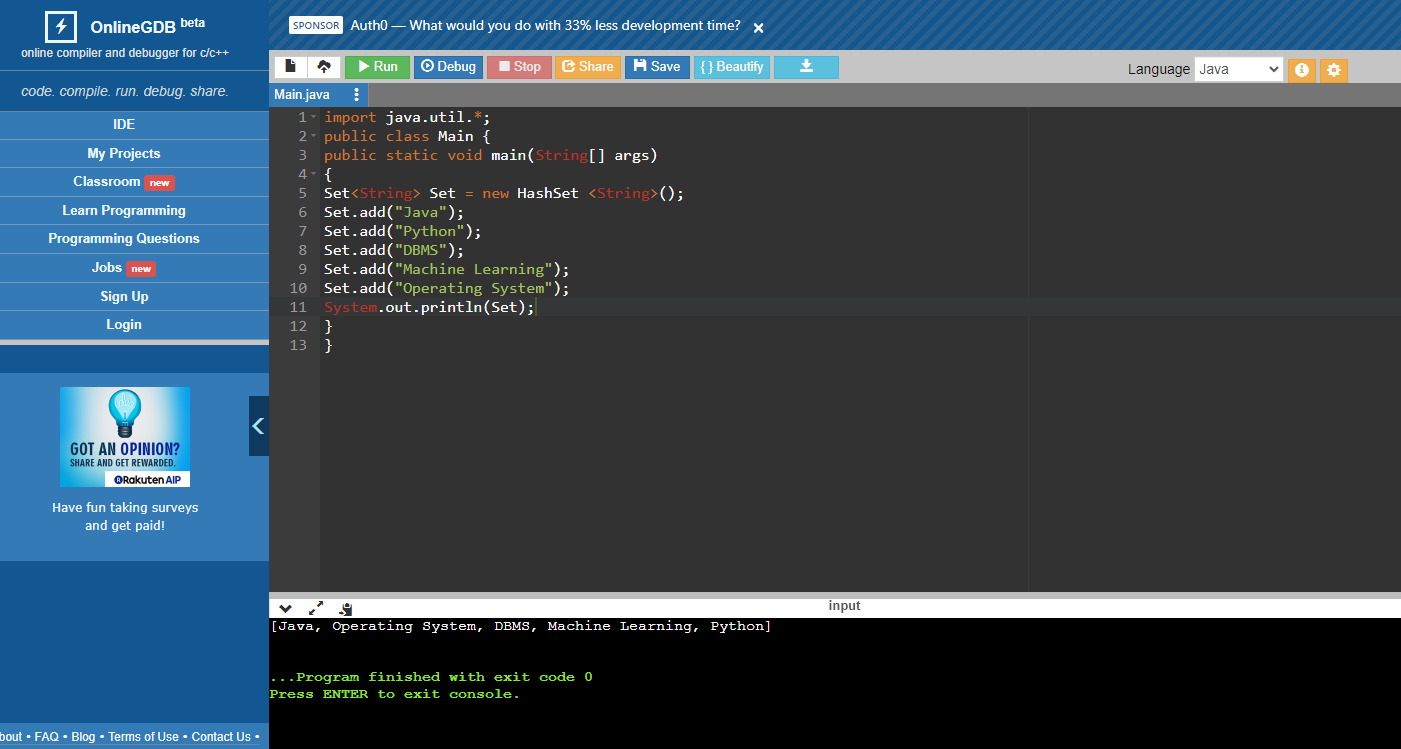 OnlineGDB beta
online compiler and debugger for c/c++
code. compile. run. debug. share.
IDE
My Projects
Classroom new
Learn Programming
Programming Questions
Jobs new
Sign Up
Login
GOT AN OPINION?
SHARE AND GET REWARDED.
Rakuten AIP
Have fun taking surveys
and get paid!
bout • FAQ • Blog • Terms of Use • Contact Us •
SPONSOR Auth0 — What would you do with 33% less development time?
Run Debug Stop Share Save { } Beautify
Language Java
Main.java
1 import java.util.*;
2 public class Main {
3 public static void main(String[] args)
4 {
5 Set<String> Set = new HashSet <String>();
6 Set.add("Java");
7 Set.add("Python");
8 Set.add("DBMS");
9 Set.add("Machine Learning");
10 Set.add("Operating System");
11 System.out.println(Set);
12 }
13 }
input
[Java, Operating System, DBMS, Machine Learning, Python]
...Program finished with exit code 0
Press ENTER to exit console.